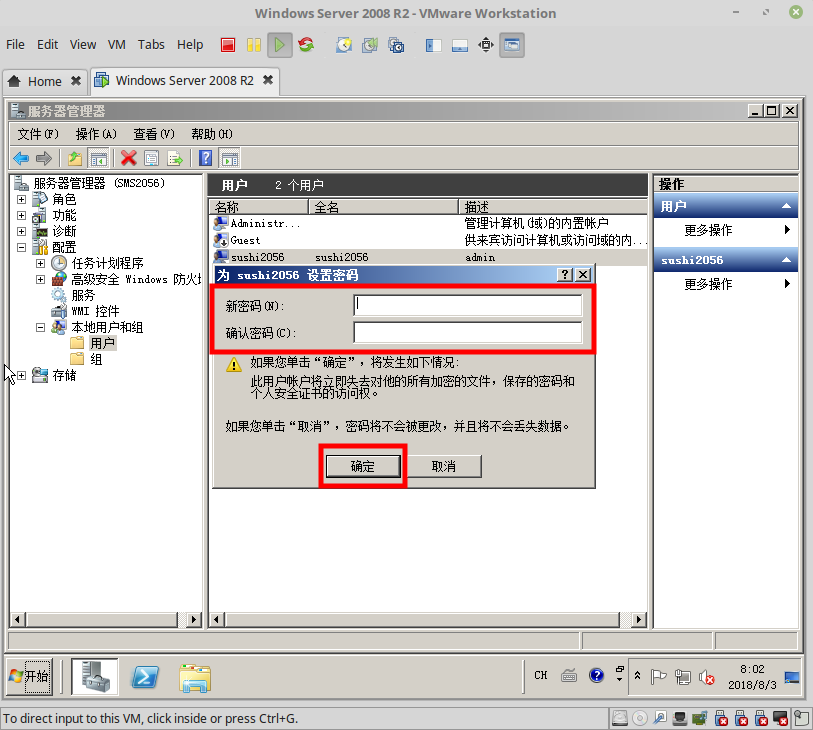 Windows Server 2008 R2 - VMware Workstation
File Edit View VM Tabs Help
Home
Windows Server 2008 R2
服务器管理器
文件(F) 操作(A) 查看(V) 帮助(H)
服务器管理器 (SMS2056)
角色
功能
诊断
配置
任务计划程序
高级安全 Windows 防火墙
服务
WMI 控件
本地用户和组
用户
组
存储
用户 2 个用户
名称 全名 描述
Administr... 管理计算机(域)的内置帐户
Guest 供来宾访问计算机或访问域的内...
sushi2056 sushi2056 admin
为 sushi2056 设置密码
新密码(N):
确认密码(C):
如果您单击“确定”，将发生如下情况:
此用户帐户将立即失去对他的所有加密的文件，保存的密码和
个人安全证书的访问权。
如果您单击“取消”，密码将不会被更改，并且将不会丢失数据。
确定 取消
操作
用户
更多操作
sushi2056
更多操作
开始
CH
8:02
2018/8/3
To direct input to this VM, click inside or press Ctrl+G.